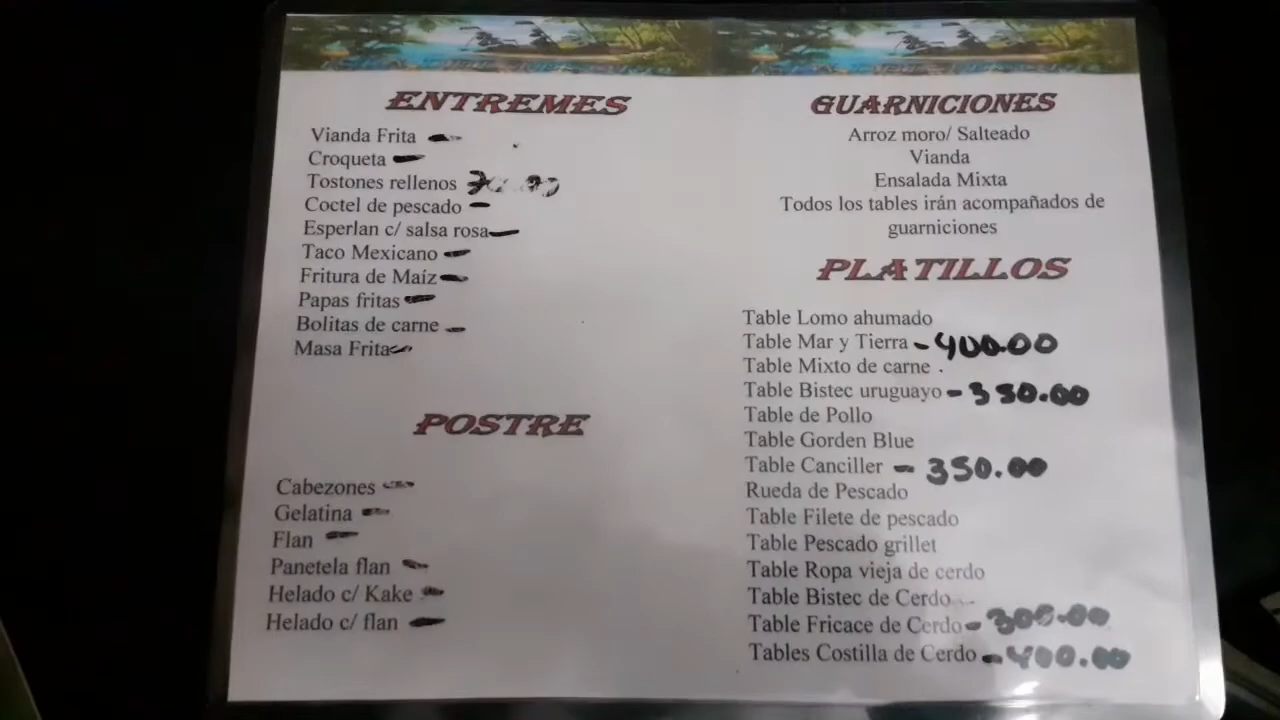 ENTREMES
Vianda Frita -
Croqueta -
Tostones rellenos
Coctel de pescado -
Esperlan c/ salsa rosa -
Taco Mexicano -
Fritura de Maíz -
Papas fritas -
Bolitas de carne -
Masa Frita -
POSTRE
Cabezones -
Gelatina -
Flan -
Panetela flan -
Helado c/ Kake -
Helado c/ flan -
GUARNICIONES
Arroz moro/ Salteado
Vianda
Ensalada Mixta
Todos los tables irán acompañados de
guarniciones
PLATILLOS
Table Lomo ahumado
Table Mar y Tierra - 400.00
Table Mixto de carne .
Table Bistec uruguayo - 350.00
Table de Pollo
Table Gorden Blue
Table Canciller - 350.00
Rueda de Pescado
Table Filete de pescado
Table Pescado grillet
Table Ropa vieja de cerdo
Table Bistec de Cerdo
Table Fricace de Cerdo - 300.00
Tables Costilla de Cerdo - 400.00